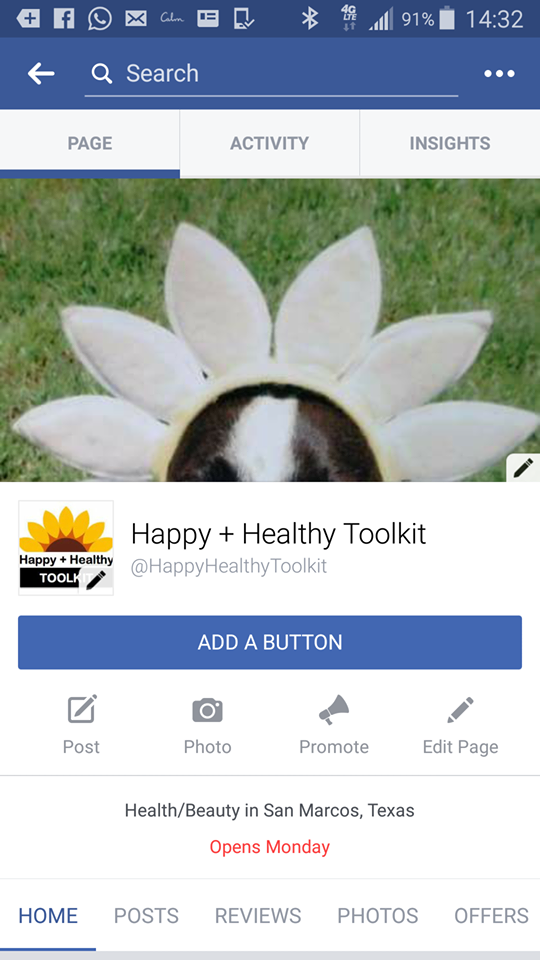 Calm
4G
LTE
91%
14:32
Search
PAGE
ACTIVITY
INSIGHTS
Happy + Healthy
TOOLK
Happy + Healthy Toolkit
@HappyHealthyToolkit
ADD A BUTTON
Post
Photo
Promote
Edit Page
Health/Beauty in San Marcos, Texas
Opens Monday
HOME
POSTS
REVIEWS
PHOTOS
OFFERS